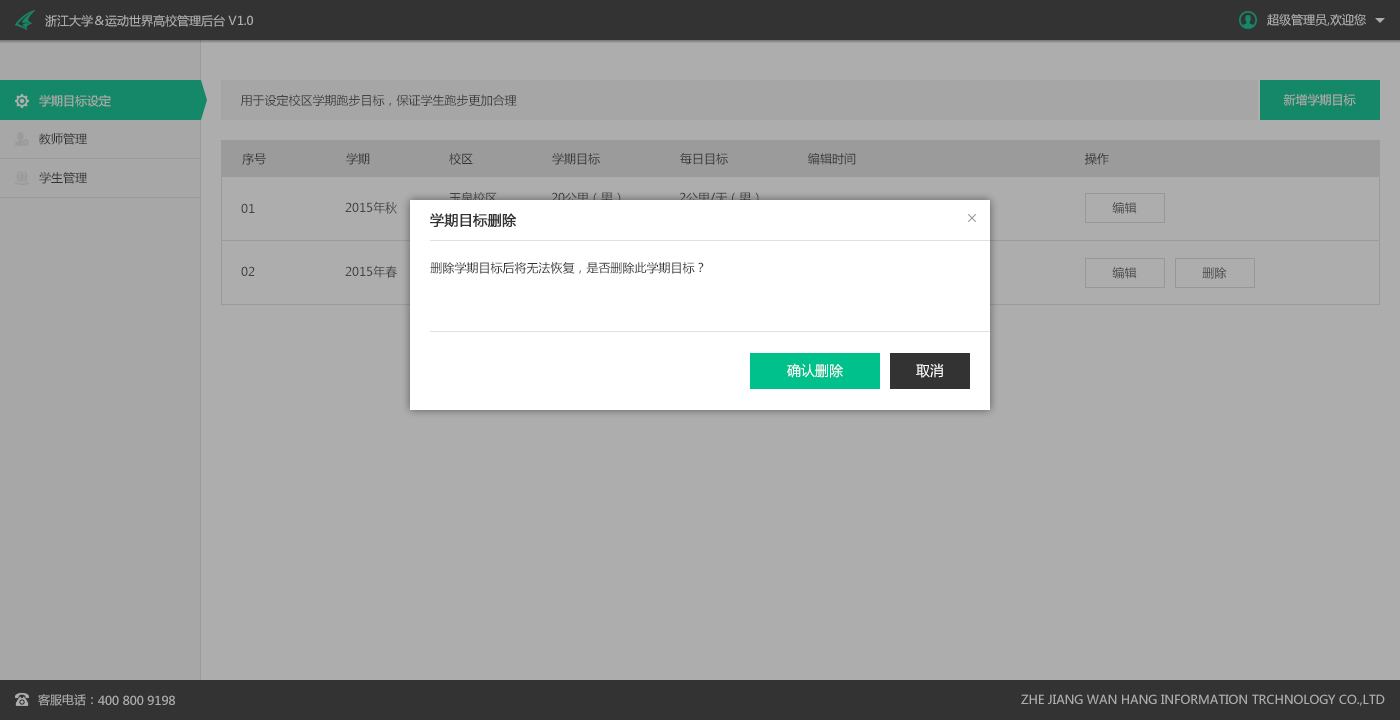 浙江大学＆运动世界高校管理后台 V1.0
超级管理员,欢迎您
学期目标设定
教师管理
学生管理
用于设定校区学期跑步目标，保证学生跑步更加合理
新增学期目标
序号 学期 校区 学期目标 每日目标 编辑时间 操作
01 2015年秋 玉泉校区 20公里（男） 2公里/天（男） 编辑
02 2015年春 编辑 删除
学期目标删除 ×
删除学期目标后将无法恢复，是否删除此学期目标？
确认删除 取消
客服电话：400 800 9198
ZHE JIANG WAN HANG INFORMATION TRCHNOLOGY CO.,LTD